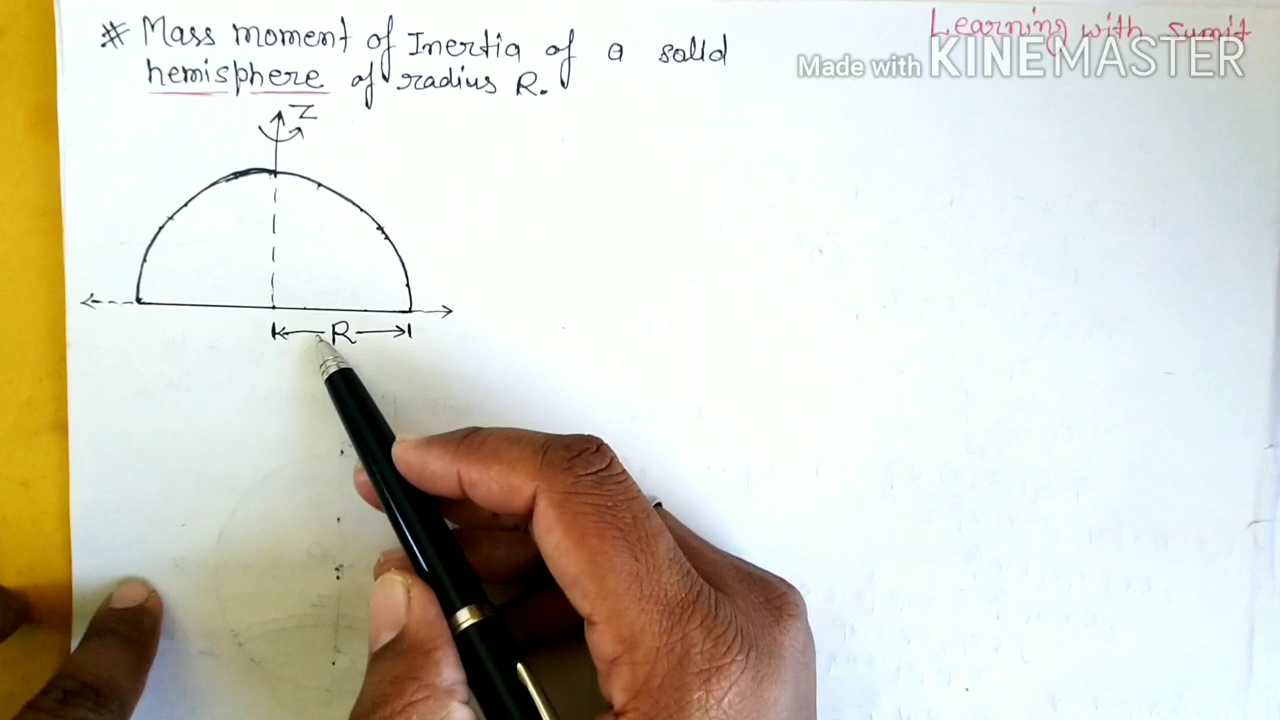 # Mass moment of Inertia of a solid
hemisphere of radius R.
Learning with sumit
Made with KINEMASTER
Z
R